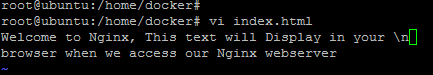 root@ubuntu:/home/docker#
root@ubuntu:/home/docker# vi index.html
Welcome to Nginx, This text will Display in your \n
browser when we access our Nginx webserver
~